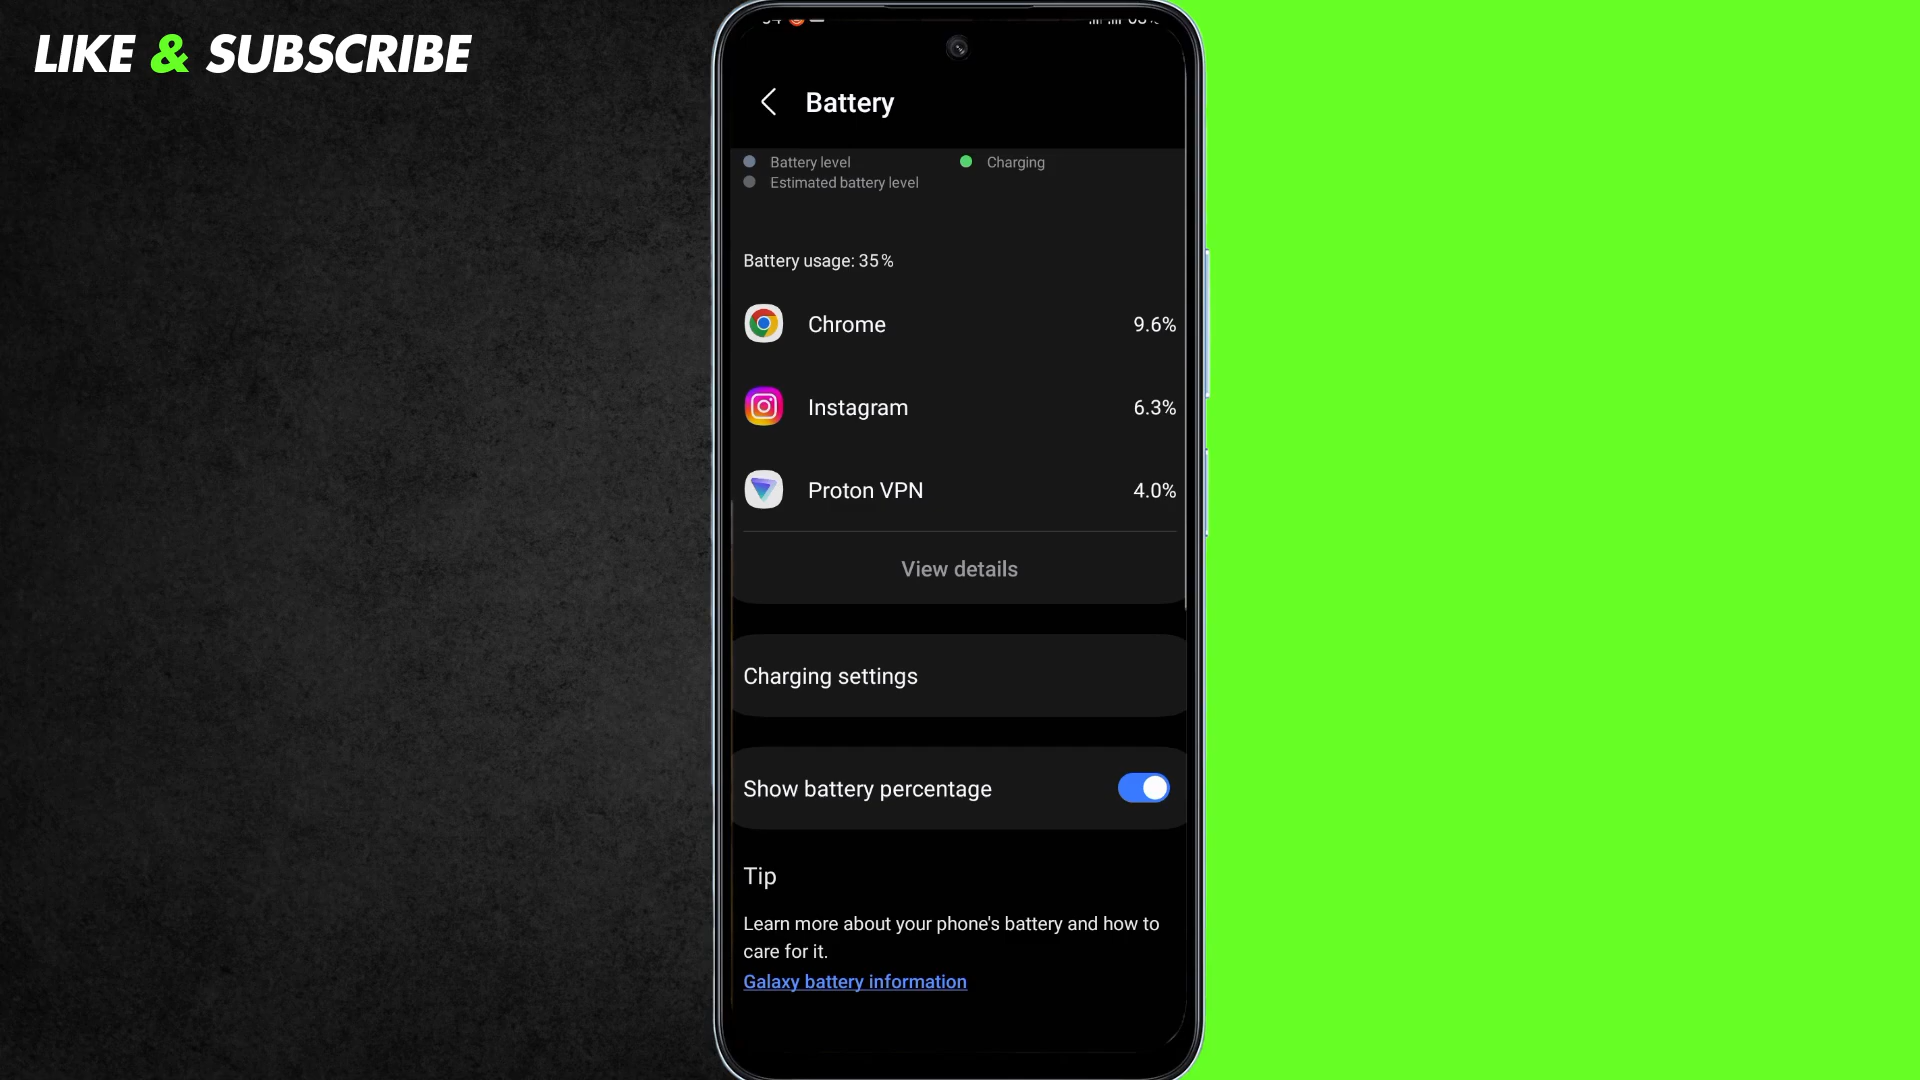 LIKE & SUBSCRIBE
Battery
Battery level
Charging
Estimated battery level
Battery usage: 35%
Chrome
9.6%
Instagram
6.3%
Proton VPN
4.0%
View details
Charging settings
Show battery percentage
Tip
Learn more about your phone's battery and how to
care for it.
Galaxy battery information